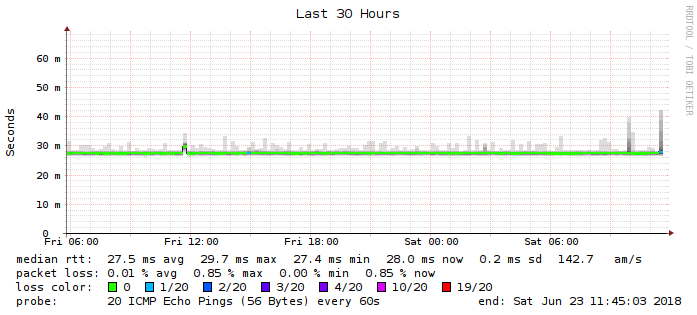 Last 30 Hours
RRDTOOL / TOBI OETIKER
Seconds
60 m
50 m
40 m
30 m
20 m
10 m
0
Fri 06:00 Fri 12:00 Fri 18:00 Sat 00:00 Sat 06:00
median rtt: 27.5 ms avg 29.7 ms max 27.4 ms min 28.0 ms now 0.2 ms sd 142.7 am/s
packet loss: 0.01 % avg 0.85 % max 0.00 % min 0.85 % now
loss color: 0 1/20 2/20 3/20 4/20 10/20 19/20
probe: 20 ICMP Echo Pings (56 Bytes) every 60s end: Sat Jun 23 11:45:03 2018